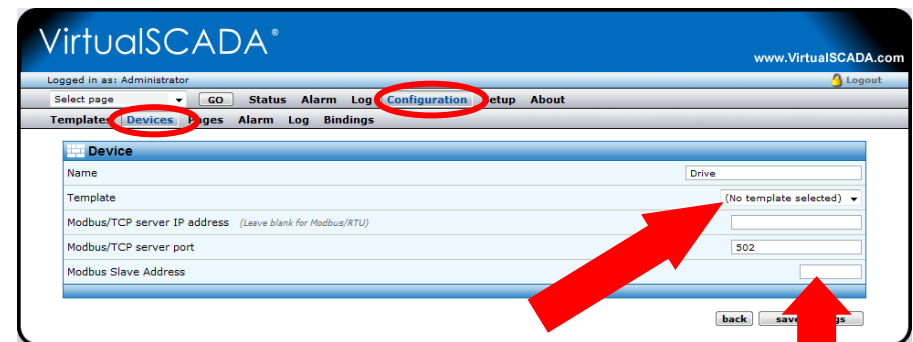 VirtualSCADA®
www.VirtualSCADA.com
Logged in as: Administrator Logout
Select page GO Status Alarm Log Configuration Setup About
Templates Devices Pages Alarm Log Bindings
Device
Name Drive
Template (No template selected)
Modbus/TCP server IP address (Leave blank for Modbus/RTU)
Modbus/TCP server port 502
Modbus Slave Address
back